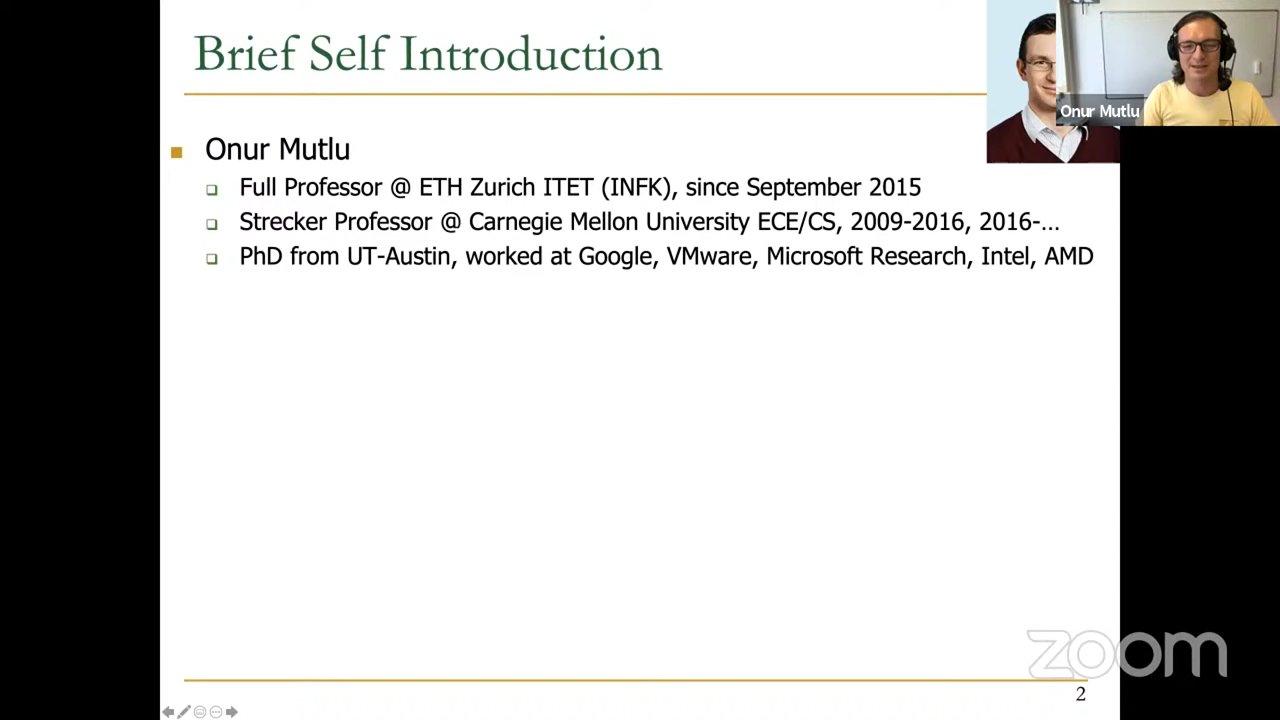 Brief Self Introduction
Onur Mutlu
Onur Mutlu
Full Professor @ ETH Zurich ITET (INFK), since September 2015
Strecker Professor @ Carnegie Mellon University ECE/CS, 2009-2016, 2016-…
PhD from UT-Austin, worked at Google, VMware, Microsoft Research, Intel, AMD
zoom
2